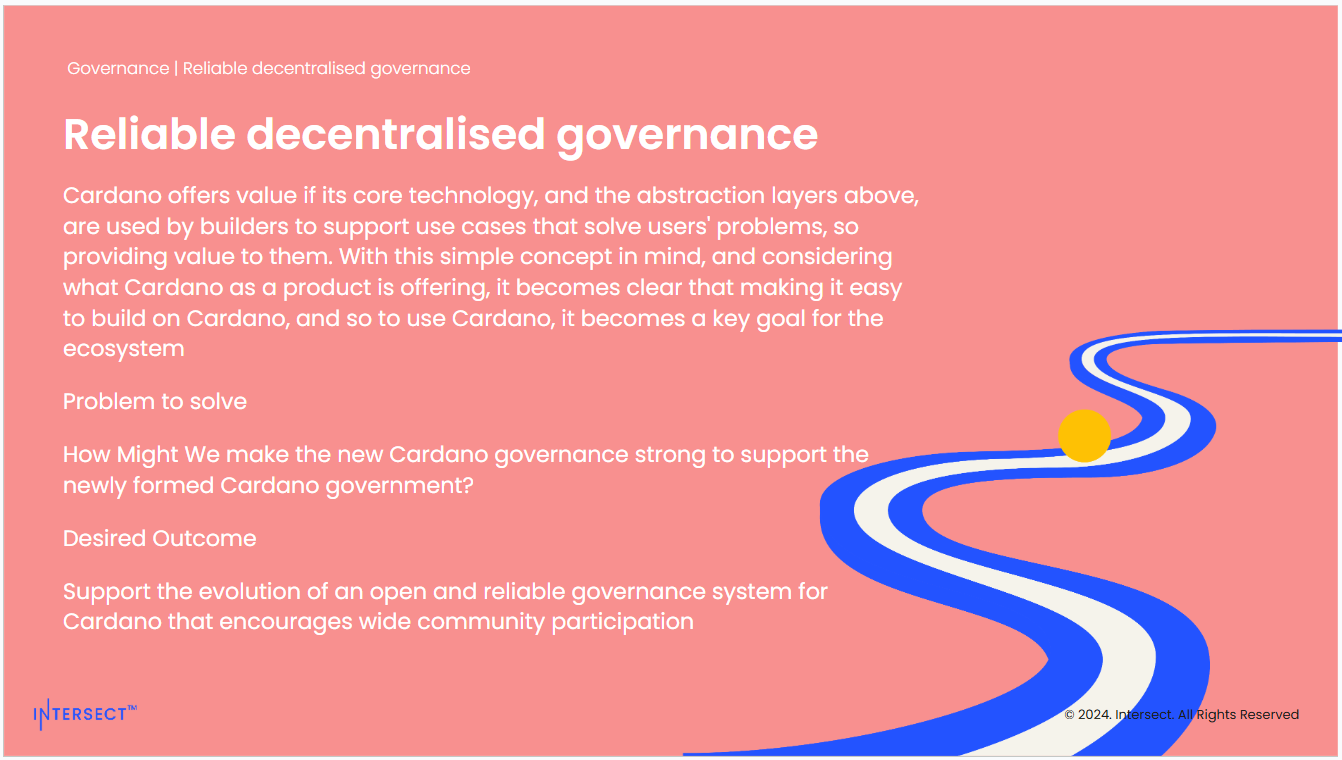 Governance | Reliable decentralised governance
Reliable decentralised governance
Cardano offers value if its core technology, and the abstraction layers above,
are used by builders to support use cases that solve users' problems, so
providing value to them. With this simple concept in mind, and considering
what Cardano as a product is offering, it becomes clear that making it easy
to build on Cardano, and so to use Cardano, it becomes a key goal for the
ecosystem
Problem to solve
How Might We make the new Cardano governance strong to support the
newly formed Cardano government?
Desired Outcome
Support the evolution of an open and reliable governance system for
Cardano that encourages wide community participation
INTERSECT™
© 2024. Intersect. All Rights Reserved